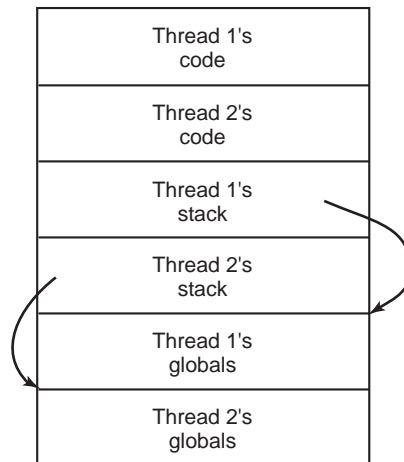 Thread 1's
code
Thread 2's
code
Thread 1's
stack
Thread 2's
stack
Thread 1's
globals
Thread 2's
globals